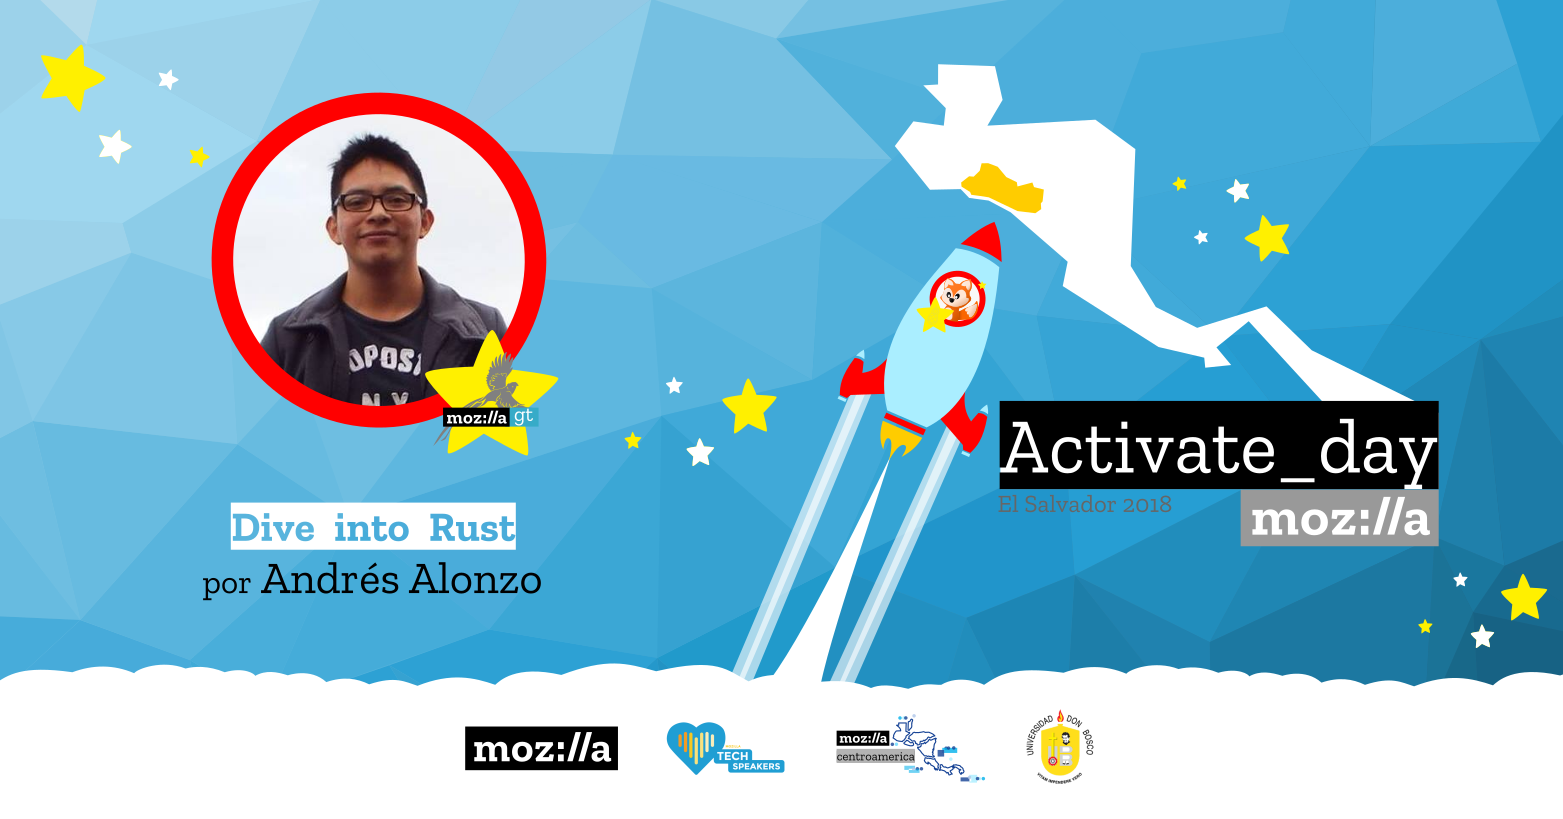 OPOST
N.Y.
moz://a gt
Dive into Rust
por Andrés Alonzo
Activate_day
El Salvador 2018
moz://a
moz://a
TECH
SPEAKERS
moz://a
centroamerica
UNIVERSIDAD DON BOSCO